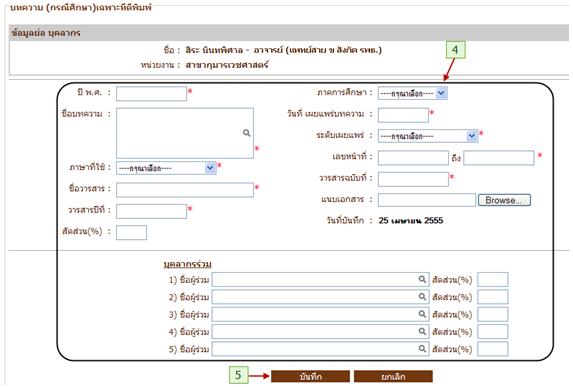 บทความ (กรณีศึกษา)เฉพาะที่ตีพิมพ์
ข้อมูลย่อ บุคลากร
ชื่อ : สิระ นันทพิศาล - อาจารย์ (แพทย์สาย ข สังกัด รพธ.)
หน่วยงาน : สาขากุมารเวชศาสตร์
4
ปี พ.ศ. : *
ภาคการศึกษา : ----กรุณาเลือก----
ชื่อบทความ : *
วันที่ เผยแพร่บทความ : *
ระดับเผยแพร่ : ----กรุณาเลือก---- *
เลขหน้าที่ : ถึง *
ภาษาที่ใช้ : ----กรุณาเลือก---- *
วารสารฉบับที่ : *
ชื่อวารสาร : *
แนบเอกสาร : Browse...
วารสารปีที่ : *
วันที่บันทึก : 25 เมษายน 2555
สัดส่วน(%) :
บุคลากรร่วม
1) ชื่อผู้ร่วม สัดส่วน(%)
2) ชื่อผู้ร่วม สัดส่วน(%)
3) ชื่อผู้ร่วม สัดส่วน(%)
4) ชื่อผู้ร่วม สัดส่วน(%)
5) ชื่อผู้ร่วม สัดส่วน(%)
5
บันทึก ยกเลิก